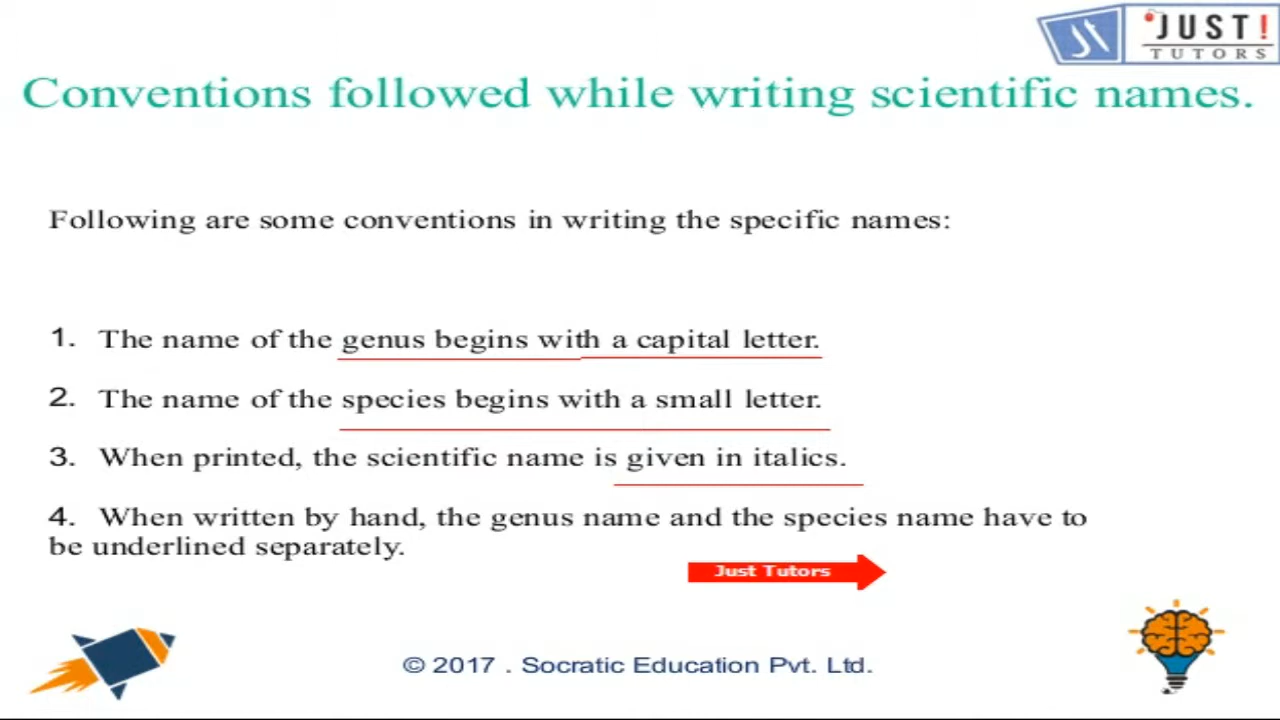 JUST!
TUTORS
Conventions followed while writing scientific names.
Following are some conventions in writing the specific names:
1. The name of the genus begins with a capital letter.
2. The name of the species begins with a small letter.
3. When printed, the scientific name is given in italics.
4. When written by hand, the genus name and the species name have to
be underlined separately.
Just Tutors
© 2017 . Socratic Education Pvt. Ltd.